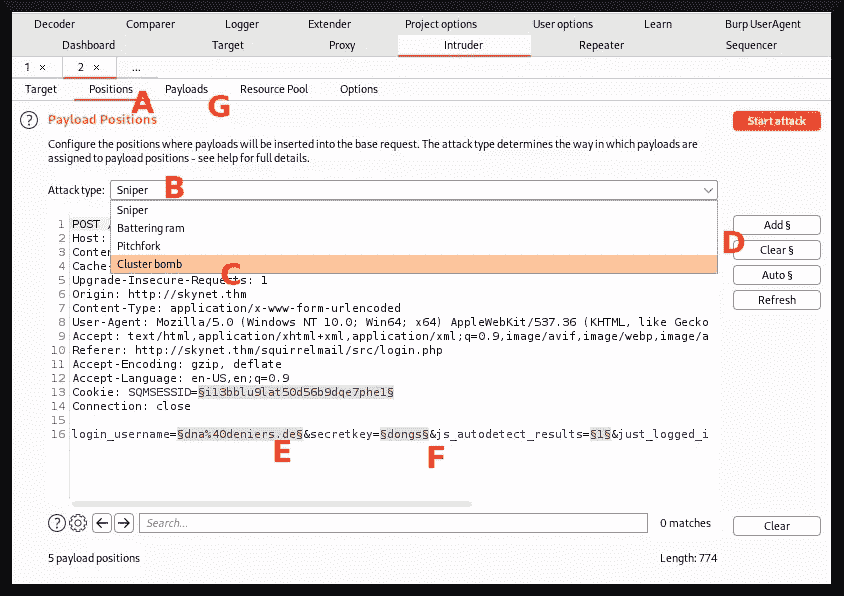 Decoder Comparer Logger Extender Project options User options Learn Burp UserAgent
Dashboard Target Proxy Intruder Repeater Sequencer
1 × 2 × ...
Target Positions Payloads Resource Pool Options
A G
? Payload Positions Start attack
Configure the positions where payloads will be inserted into the base request. The attack type determines the way in which payloads are
assigned to payload positions - see help for full details.
Attack type: Sniper B
Sniper
Battering ram
Pitchfork
Cluster bomb C
Add §
D
Clear §
Auto §
Refresh
1 POST
2 Host:
3 Conten
4 Cache-
5 Upgrade-Insecure-Requests: 1
6 Origin: http://skynet.thm
7 Content-Type: application/x-www-form-urlencoded
8 User-Agent: Mozilla/5.0 (Windows NT 10.0; Win64; x64) AppleWebKit/537.36 (KHTML, like Gecko
9 Accept: text/html,application/xhtml+xml,application/xml;q=0.9,image/avif,image/webp,image/a
10 Referer: http://skynet.thm/squirrelmail/src/login.php
11 Accept-Encoding: gzip, deflate
12 Accept-Language: en-US,en;q=0.9
13 Cookie: SQMSESSID=§i13bblu9lat50d56b9dqe7phe1§
14 Connection: close
15
16 login_username=§dna%40deniers.de§&secretkey=§dongs§&js_autodetect_results=§1§&just_logged_i
E F
? Search... 0 matches Clear
5 payload positions Length: 774